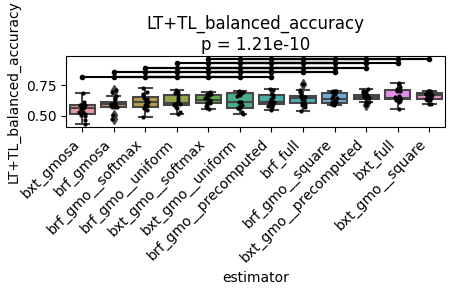 LT+TL_balanced_accuracy
p = 1.21e-10
LT+TL_balanced_accuracy
0.75
0.50
bxt_gmosa
brf_gmosa
brf_gmo__softmax
brf_gmo__uniform
bxt_gmo__softmax
bxt_gmo__uniform
brf_gmo__precomputed
brf_full
brf_gmo__square
bxt_gmo__precomputed
bxt_full
bxt_gmo__square
estimator